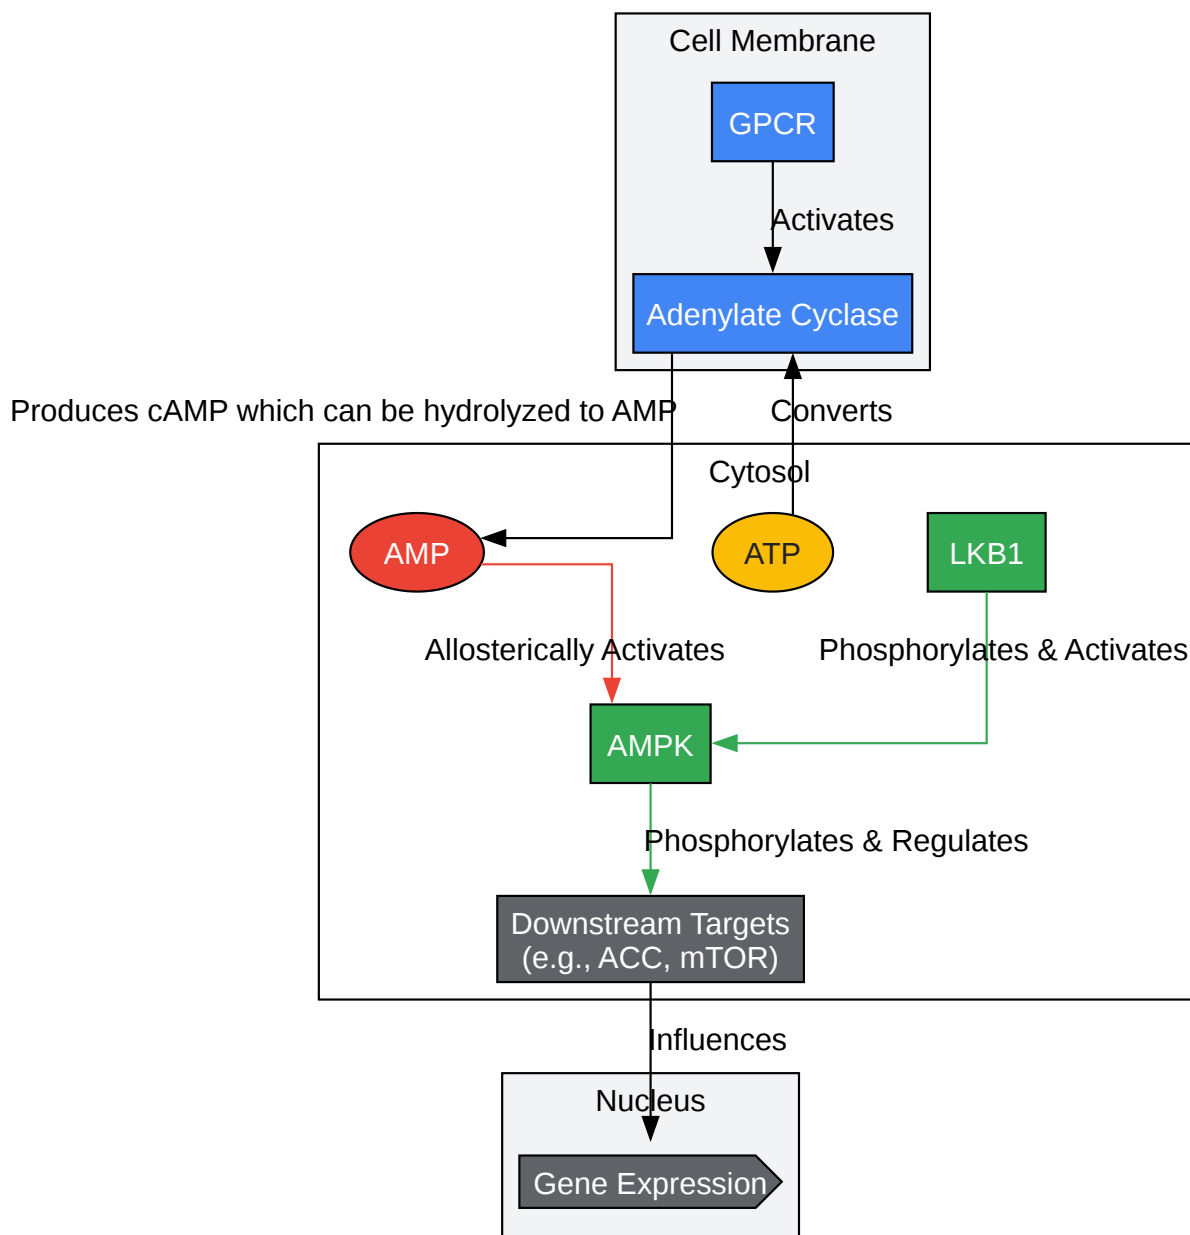 Cell Membrane
GPCR
Activates
Adenylate Cyclase
Produces cAMP which can be hydrolyzed to AMP
Converts
Cytosol
AMP
ATP
LKB1
Allosterically Activates
Phosphorylates & Activates
AMPK
Phosphorylates & Regulates
Downstream Targets
(e.g., ACC, mTOR)
Influences
Nucleus
Gene Expression